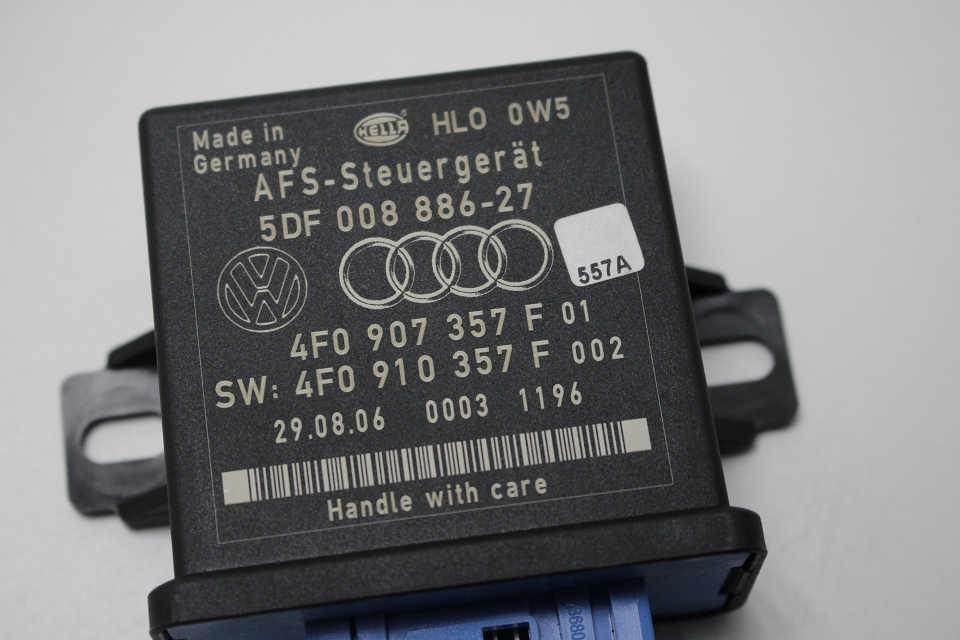 Made in
Germany
HELLA
HLO 0W5
AFS-Steuergerät
5DF 008 886-27
557A
4F0 907 357 F 01
SW: 4F0 910 357 F 002
29.08.06 0003 1196
Handle with care